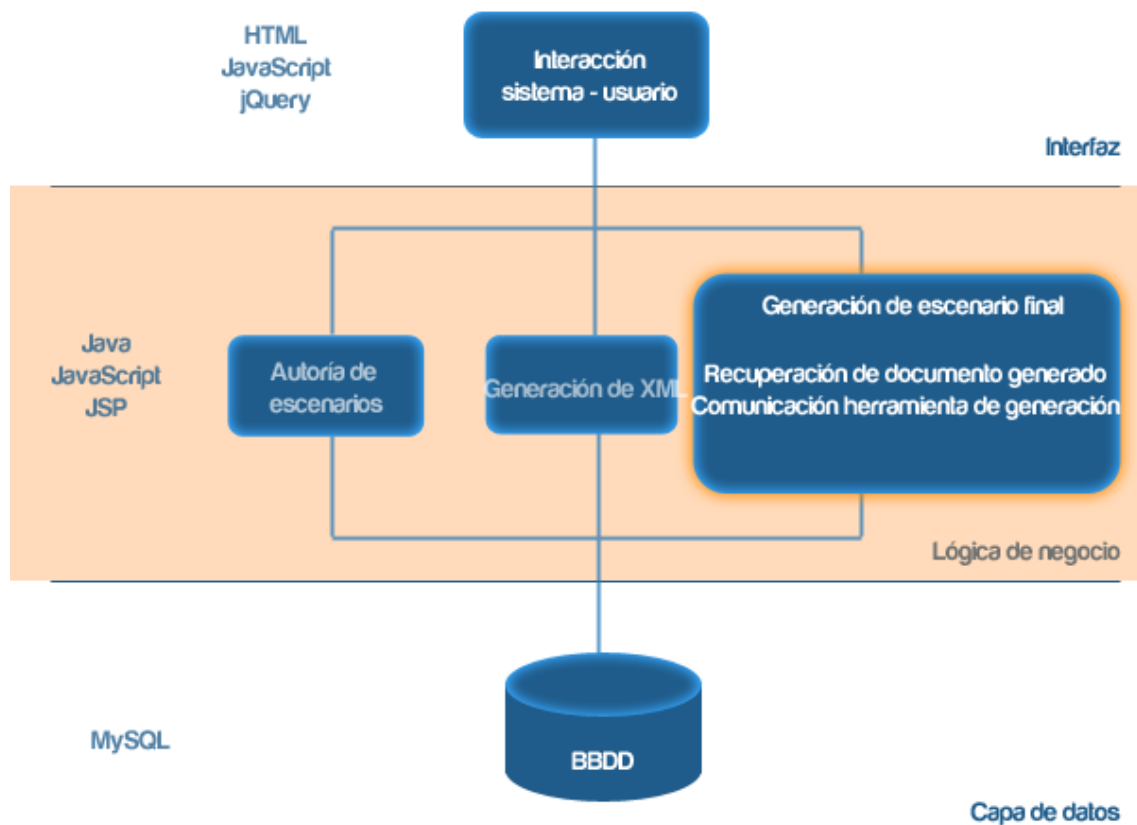 HTML
JavaScript
jQuery
Interacción
sistema - usuario
Interfaz
Java
JavaScript
JSP
Autoría de
escenarios
Generación de XML
Generación de escenario final
Recuperación de documento generado
Comunicación herramienta de generación
Lógica de negocio
MySQL
BBDD
Capa de datos